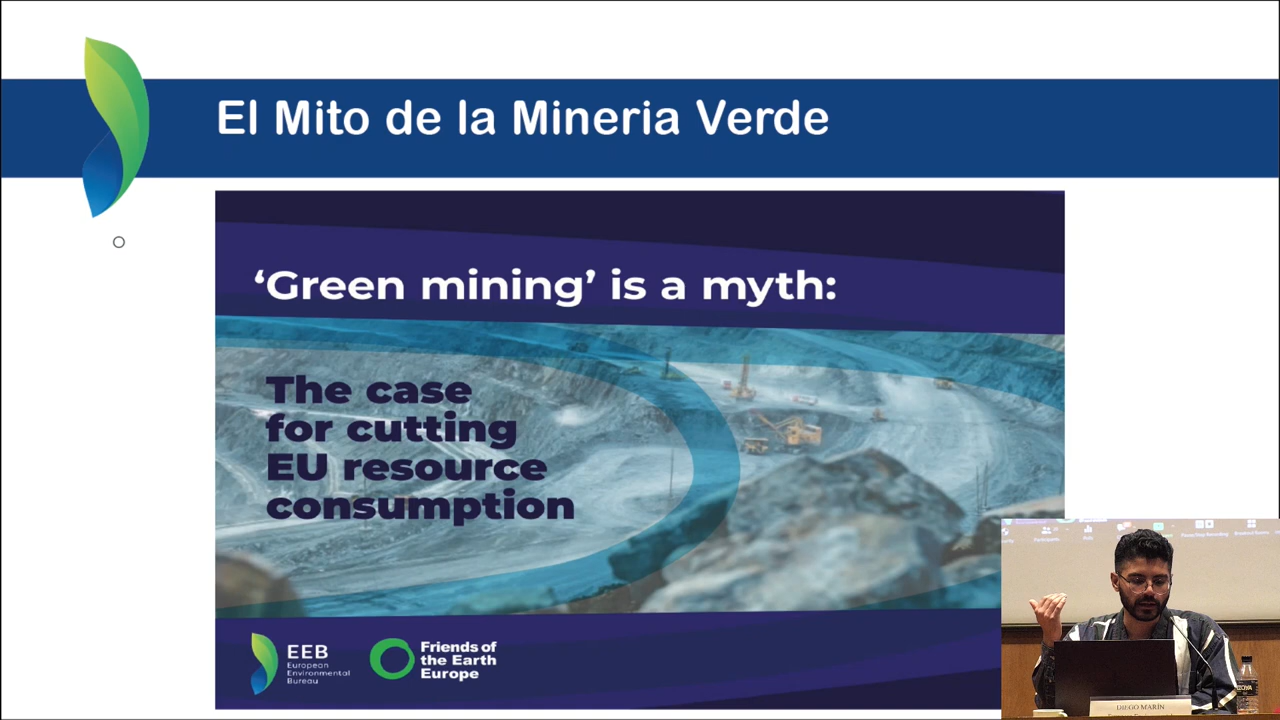 El Mito de la Mineria Verde
‘Green mining’ is a myth:
The case
for cutting
EU resource
consumption
EEB
European
Environmental
Bureau
Friends of
the Earth
Europe
DIEGO MARÍN